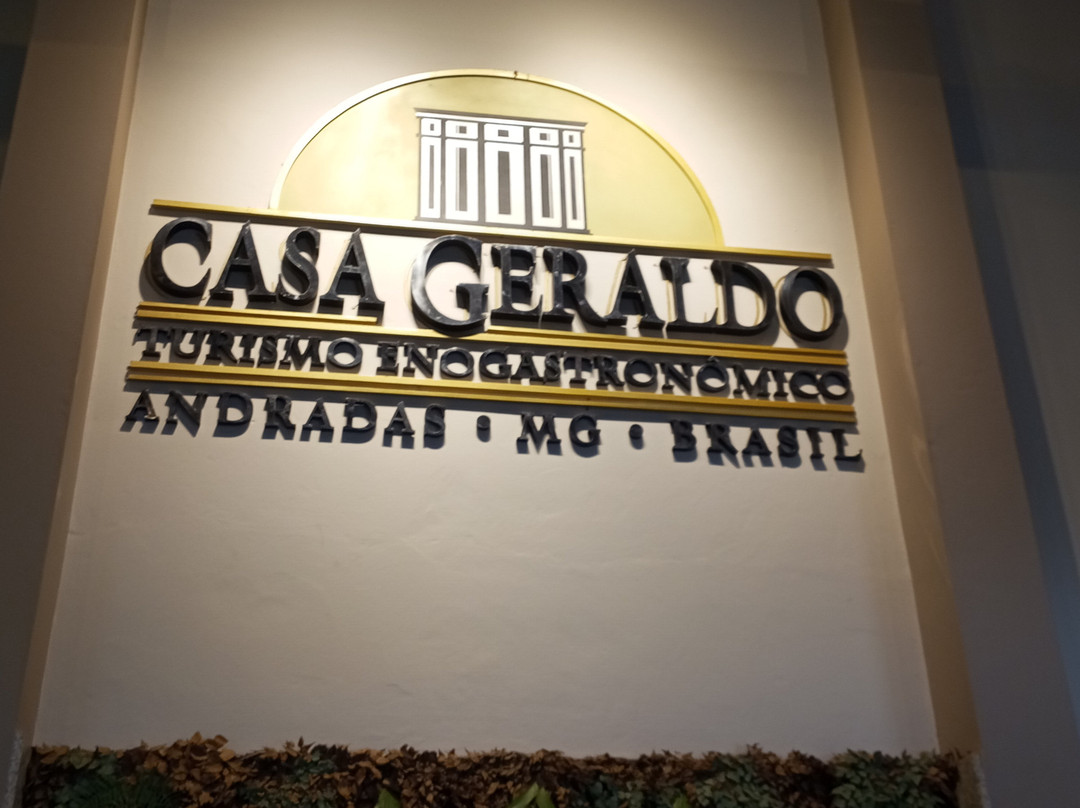 CASA GERALDO
TURISMO ENOGASTRONÔMICO
ANDRADAS • MG • BRASIL